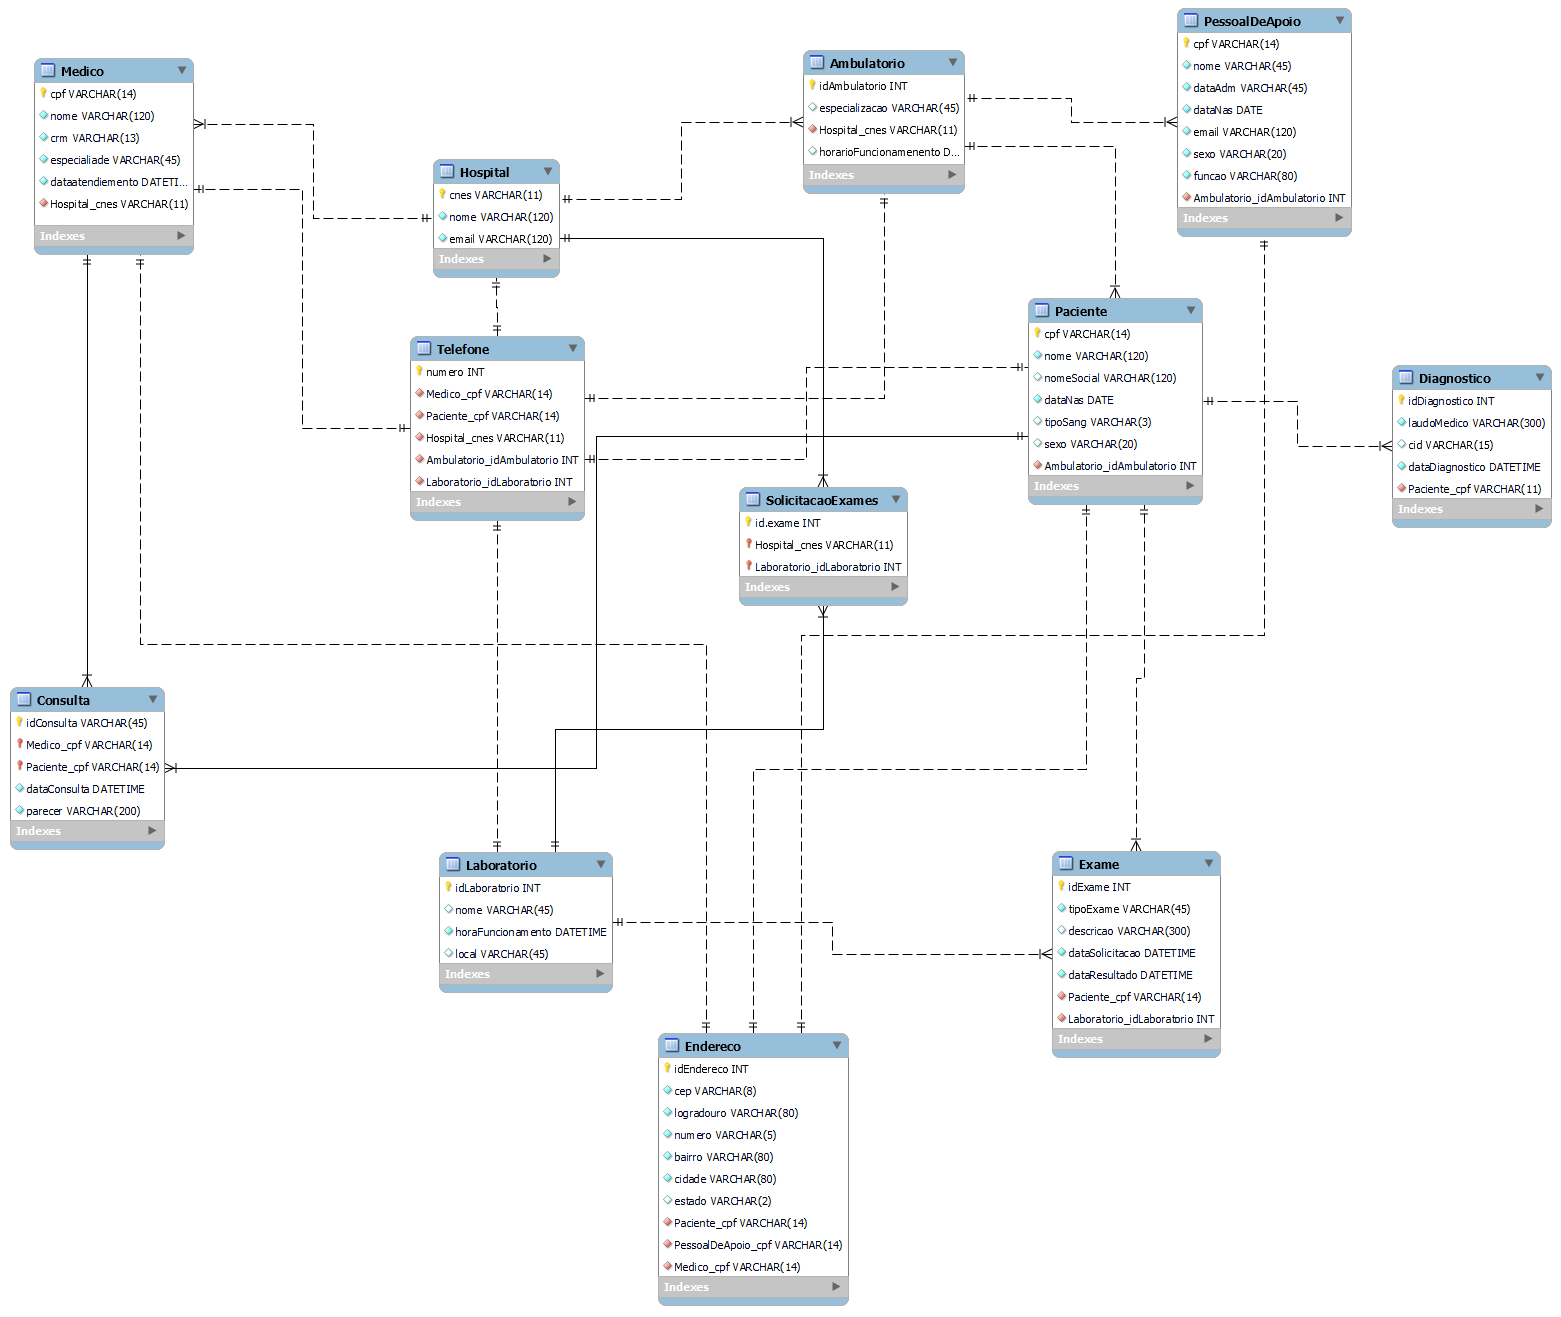 PessoalDeApoio
cpf VARCHAR(14)
nome VARCHAR(45)
dataAdm VARCHAR(45)
dataNas DATE
email VARCHAR(120)
sexo VARCHAR(20)
funcao VARCHAR(80)
Ambulatorio_idAmbulatorio INT
Indexes
Medico
cpf VARCHAR(14)
nome VARCHAR(120)
crm VARCHAR(13)
especialiade VARCHAR(45)
dataatendiemento DATETI...
Hospital_cnes VARCHAR(11)
Indexes
Ambulatorio
idAmbulatorio INT
especializacao VARCHAR(45)
Hospital_cnes VARCHAR(11)
horarioFuncionamenento D...
Indexes
Hospital
cnes VARCHAR(11)
nome VARCHAR(120)
email VARCHAR(120)
Indexes
Telefone
numero INT
Medico_cpf VARCHAR(14)
Paciente_cpf VARCHAR(14)
Hospital_cnes VARCHAR(11)
Ambulatorio_idAmbulatorio INT
Laboratorio_idLaboratorio INT
Indexes
Paciente
cpf VARCHAR(14)
nome VARCHAR(120)
nomeSocial VARCHAR(120)
dataNas DATE
tipoSang VARCHAR(3)
sexo VARCHAR(20)
Ambulatorio_idAmbulatorio INT
Indexes
Diagnostico
idDiagnostico INT
laudoMedico VARCHAR(300)
cid VARCHAR(15)
dataDiagnostico DATETIME
Paciente_cpf VARCHAR(11)
Indexes
SolicitacaoExames
id.exame INT
Hospital_cnes VARCHAR(11)
Laboratorio_idLaboratorio INT
Indexes
Consulta
idConsulta VARCHAR(45)
Medico_cpf VARCHAR(14)
Paciente_cpf VARCHAR(14)
dataConsulta DATETIME
parecer VARCHAR(200)
Indexes
Laboratorio
idLaboratorio INT
nome VARCHAR(45)
horaFuncionamento DATETIME
local VARCHAR(45)
Indexes
Exame
idExame INT
tipoExame VARCHAR(45)
descricao VARCHAR(300)
dataSolicitacao DATETIME
dataResultado DATETIME
Paciente_cpf VARCHAR(14)
Laboratorio_idLaboratorio INT
Indexes
Endereco
idEndereco INT
cep VARCHAR(8)
logradouro VARCHAR(80)
numero VARCHAR(5)
bairro VARCHAR(80)
cidade VARCHAR(80)
estado VARCHAR(2)
Paciente_cpf VARCHAR(14)
PessoalDeApoio_cpf VARCHAR(14)
Medico_cpf VARCHAR(14)
Indexes